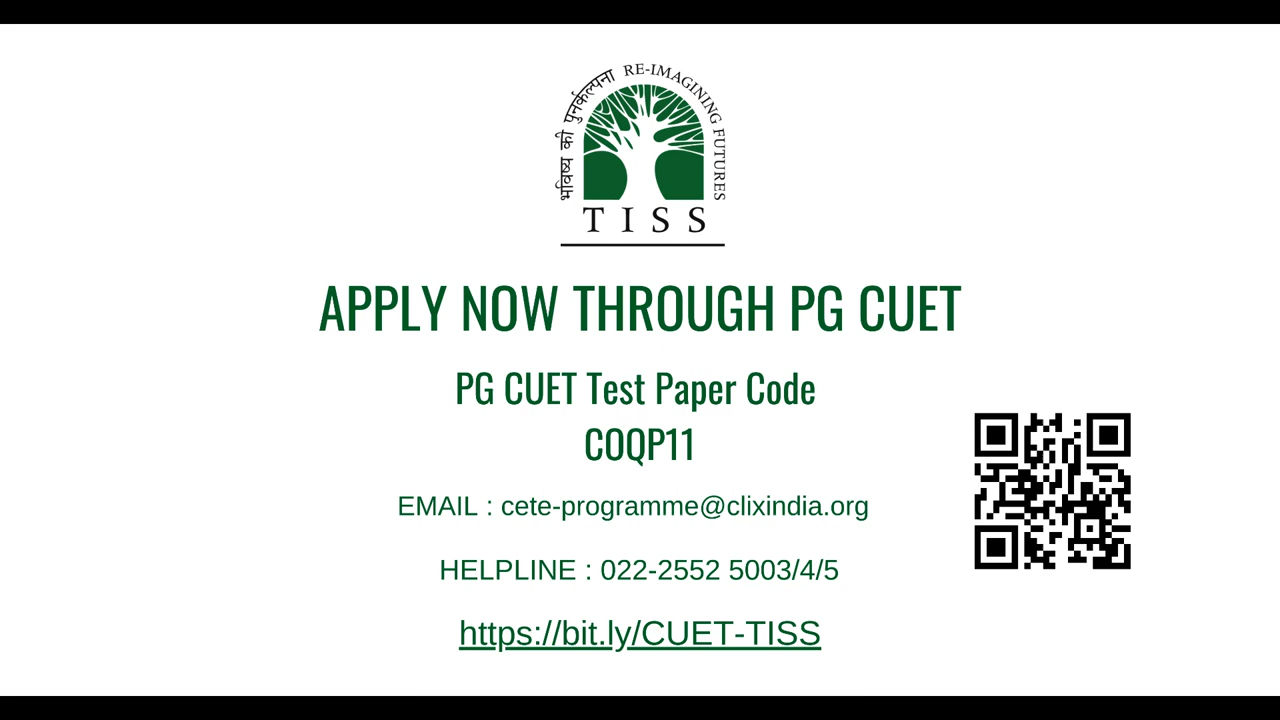 भविष्य की पुनर्कल्पना RE-IMAGINING FUTURES
TISS
APPLY NOW THROUGH PG CUET
PG CUET Test Paper Code
COQP11
EMAIL : cete-programme@clixindia.org
HELPLINE : 022-2552 5003/4/5
https://bit.ly/CUET-TISS